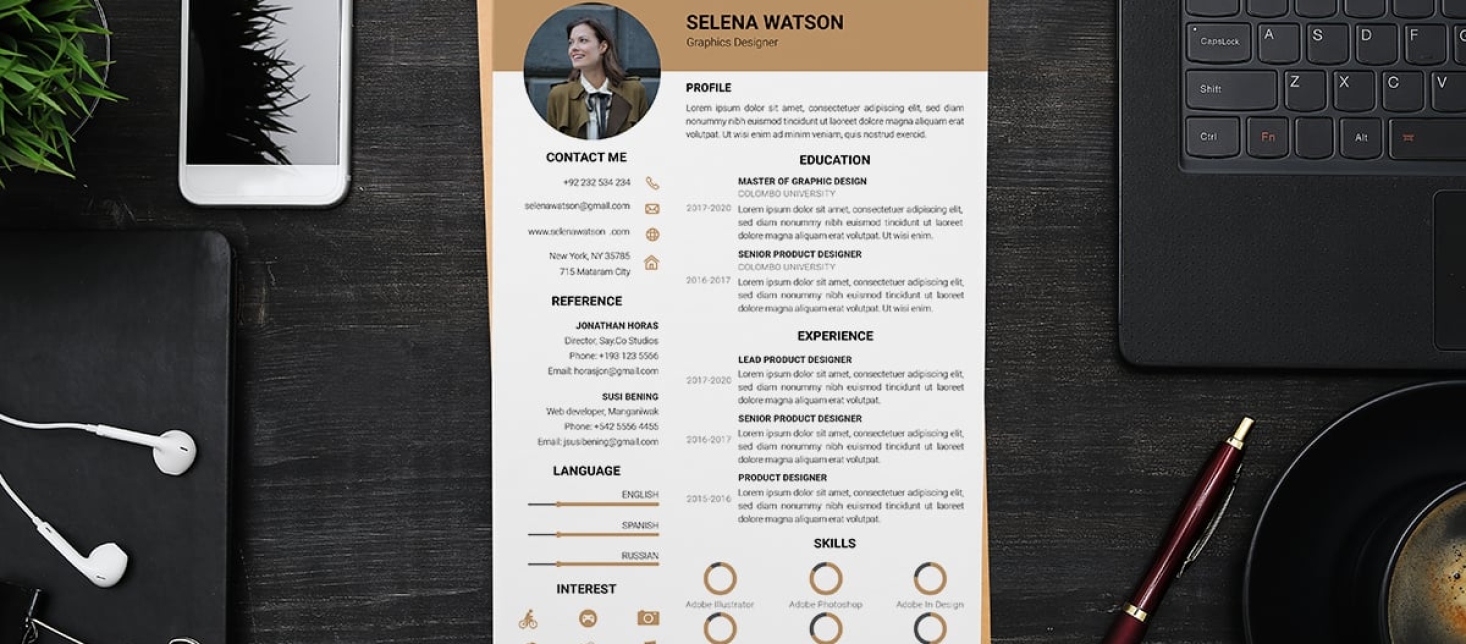 SELENA WATSON
Graphics Designer
PROFILE
Lorem ipsum dolor sit amet, consectetuer adipiscing elit, sed diam
nonummy nibh euismod tincidunt ut laoreet dolore magna aliquam erat
volutpat. Ut wisi enim ad minim veniam, quis nostrud exercid.
CONTACT ME
+92 232 534 234
selenawatson@gmail.com
www.selenawatson .com
New York, NY 35785
715 Mataram City
REFERENCE
JONATHAN HORAS
Director, Say.Co Studios
Phone: +193 123 5566
Email: horasjon@gmail.com
SUSI BENING
Web developer, Manganiwak
Phone: +542 5556 4455
Email: jsusibening@gmail.com
LANGUAGE
ENGLISH
SPANISH
RUSSIAN
INTEREST
EDUCATION
MASTER OF GRAPHIC DESIGN
COLOMBO UNIVERSITY
2017-2020
Lorem ipsum dolor sit amet, consectetuer adipiscing elit,
sed diam nonummy nibh euismod tincidunt ut laoreet
dolore magna aliquam erat volutpat. Ut wisi enim.
SENIOR PRODUCT DESIGNER
COLOMBO UNIVERSITY
2016-2017
Lorem ipsum dolor sit amet, consectetuer adipiscing elit,
sed diam nonummy nibh euismod tincidunt ut laoreet
dolore magna aliquam erat volutpat. Ut wisi enim.
EXPERIENCE
LEAD PRODUCT DESIGNER
2017-2020
Lorem ipsum dolor sit amet, consectetuer adipiscing elit,
sed diam nonummy nibh euismod tincidunt ut laoreet
dolore magna aliquam erat volutpat.
SENIOR PRODUCT DESIGNER
2016-2017
Lorem ipsum dolor sit amet, consectetuer adipiscing elit,
sed diam nonummy nibh euismod tincidunt ut laoreet
dolore magna aliquam erat volutpat.
PRODUCT DESIGNER
2015-2016
Lorem ipsum dolor sit amet, consectetuer adipiscing elit,
sed diam nonummy nibh euismod tincidunt ut laoreet
dolore magna aliquam erat volutpat.
SKILLS
Adobe Illustrator
Adobe Photoshop
Adobe In Design
CapsLock A S D F
Shift Z X C V
Ctrl Fn Alt